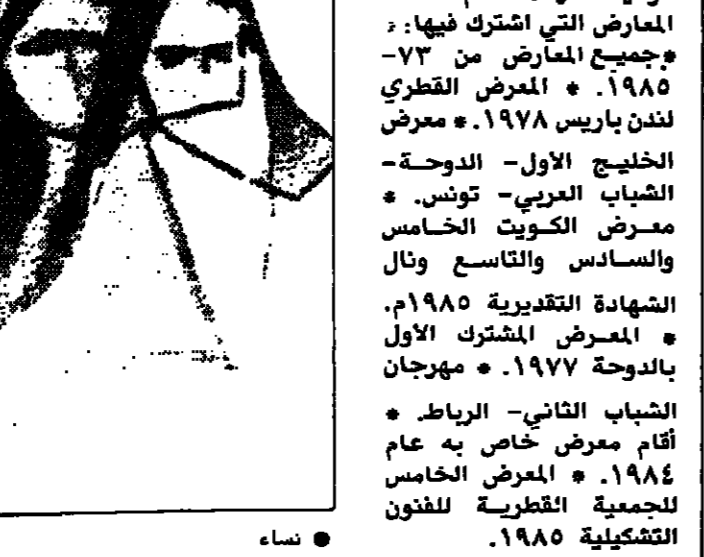 المعارض التي اشترك فيها:
* جميع المعارض من ٧٣-
١٩٨٥. * المعرض القطري
لندن باريس ١٩٧٨. * معرض
الخليج الأول- الدوحة-
الشباب العربي- تونس. *
معرض الكويت الخامس
والسادس والتاسع ونال
الشهادة التقديرية ١٩٨٥م.
* المعرض المشترك الأول
بالدوحة ١٩٧٧. * مهرجان
الشباب الثاني- الرباط. *
أقام معرض خاص به عام
١٩٨٤. * المعرض الخامس
للجمعية القطرية للفنون
التشكيلية ١٩٨٥.
● نساء